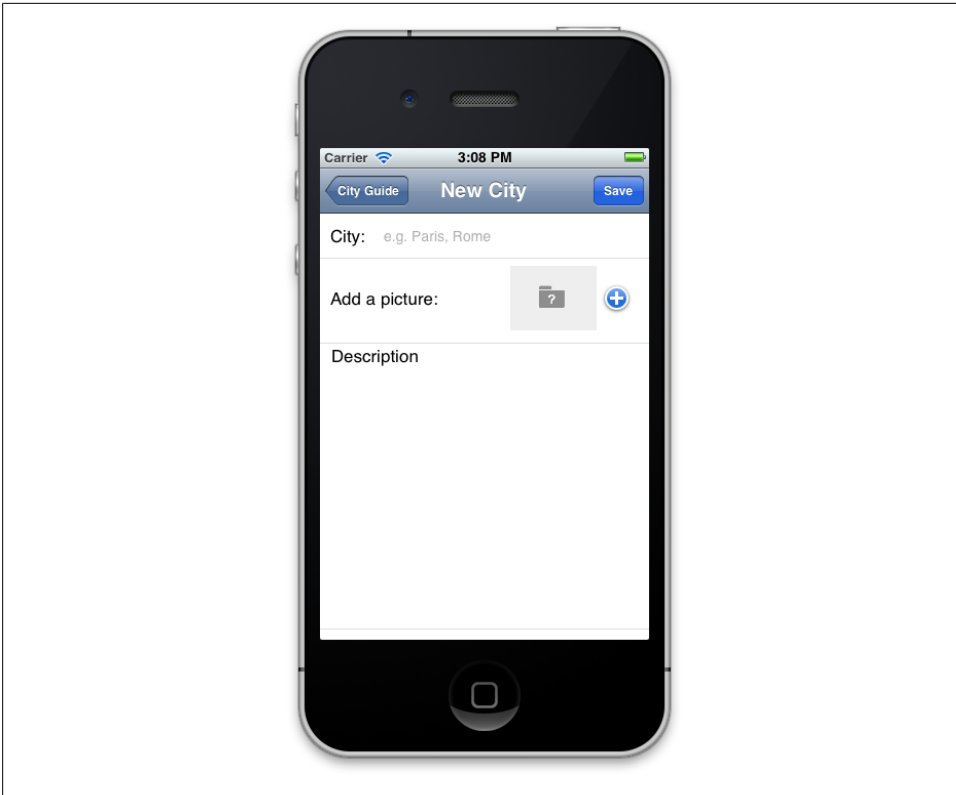 Carrier 3:08 PM
City Guide New City Save
City: e.g. Paris, Rome
Add a picture: ?
Description